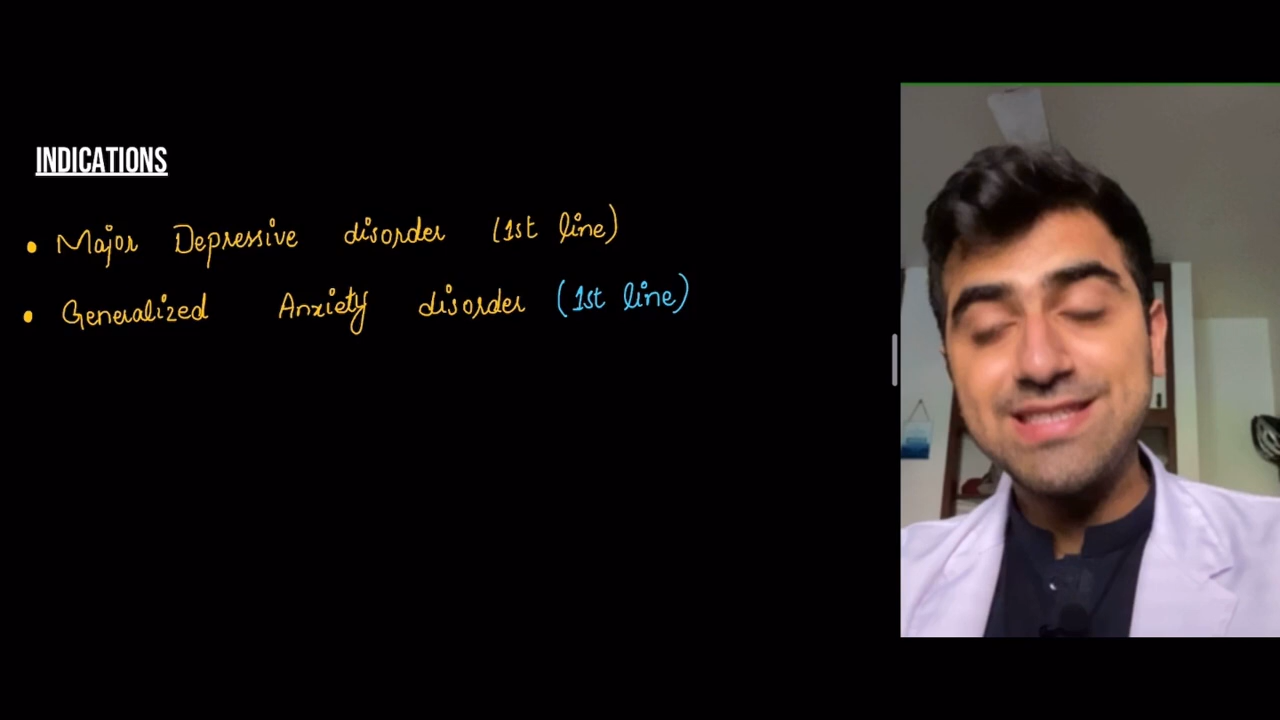 INDICATIONS
• Major Depressive disorder (1st line)
• Generalized Anxiety disorder (1st line)